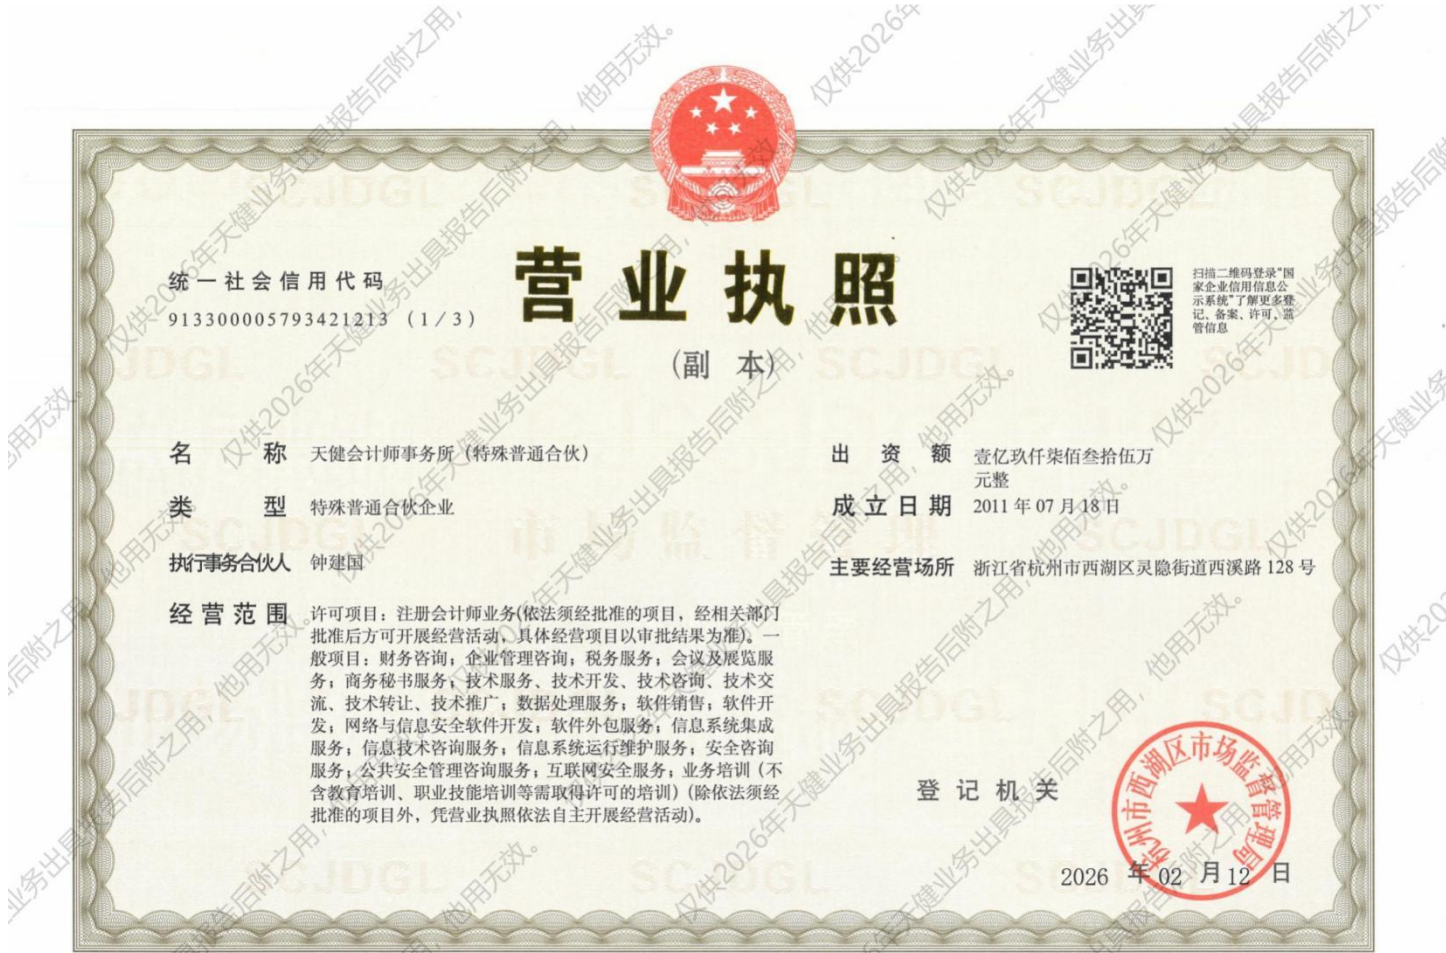 营业执照
(副 本)
统一社会信用代码
913300005793421213 (1/3)
扫描二维码登录“国
家企业信用信息公
示系统”了解更多登
记、备案、许可、监
管信息
名 称 天健会计师事务所（特殊普通合伙）
类 型 特殊普通合伙企业
执行事务合伙人 钟建国
经营范围 许可项目：注册会计师业务(依法须经批准的项目，经相关部门
批准后方可开展经营活动，具体经营项目以审批结果为准)。一
般项目：财务咨询；企业管理咨询；税务服务；会议及展览服
务；商务秘书服务；技术服务、技术开发、技术咨询、技术交
流、技术转让、技术推广；数据处理服务；软件销售；软件开
发；网络与信息安全软件开发；软件外包服务；信息系统集成
服务；信息技术咨询服务；信息系统运行维护服务；安全咨询
服务；公共安全管理咨询服务；互联网安全服务；业务培训（不
含教育培训、职业技能培训等需取得许可的培训）(除依法须经
批准的项目外，凭营业执照依法自主开展经营活动)。
出 资 额 壹亿玖仟柒佰叁拾伍万
元整
成立日期 2011年07月18日
主要经营场所 浙江省杭州市西湖区灵隐街道西溪路128号
登记机关
杭州市西湖区市场监督管理局
2026 年 02 月 12 日
仅供2026年天健业务出具报告后附之用，他用无效。
SCJDGL
市场监督管理